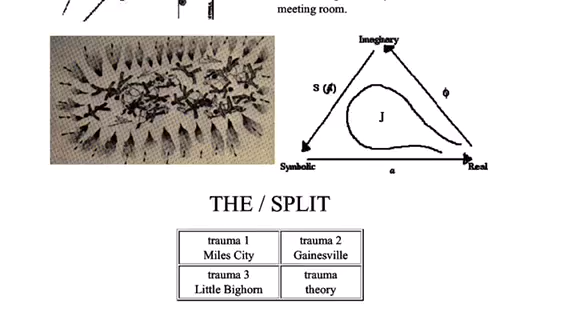 meeting room.
Imaginary
S (Ⱥ)
ϕ
J
Symbolic
Real
a
THE / SPLIT
trauma 1
Miles City
trauma 2
Gainesville
trauma 3
Little Bighorn
trauma
theory